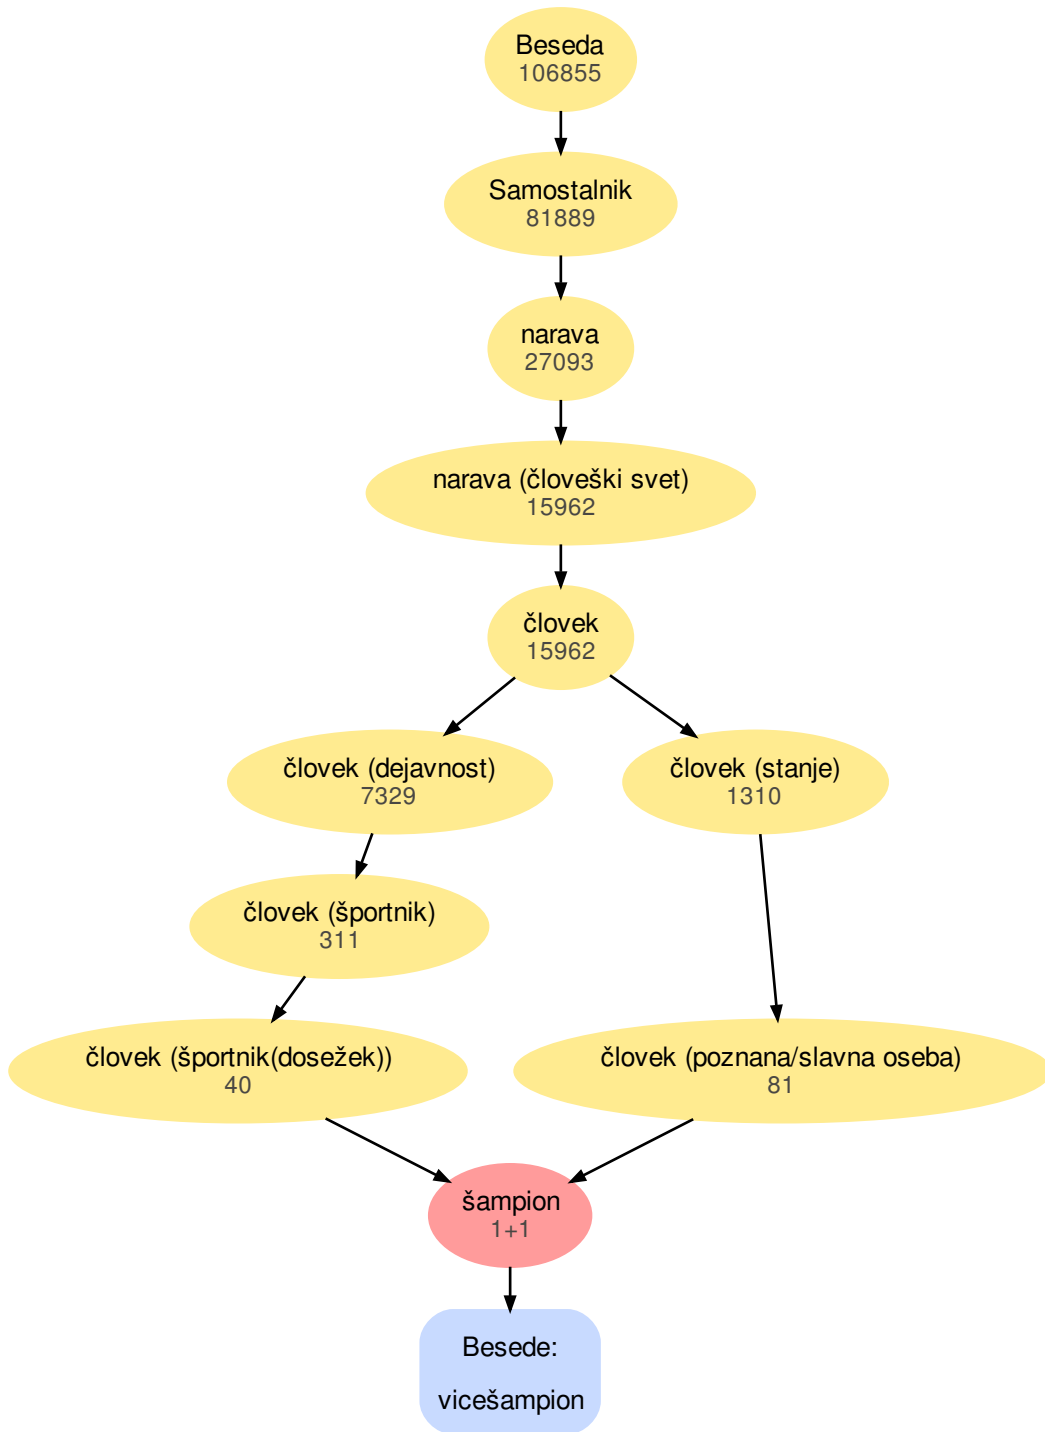 Beseda
106855
Samostalnik
81889
narava
27093
narava (človeški svet)
15962
človek
15962
človek (dejavnost)
7329
človek (stanje)
1310
človek (športnik)
311
človek (športnik(dosežek))
40
človek (poznana/slavna oseba)
81
šampion
1+1
Besede:
vicešampion